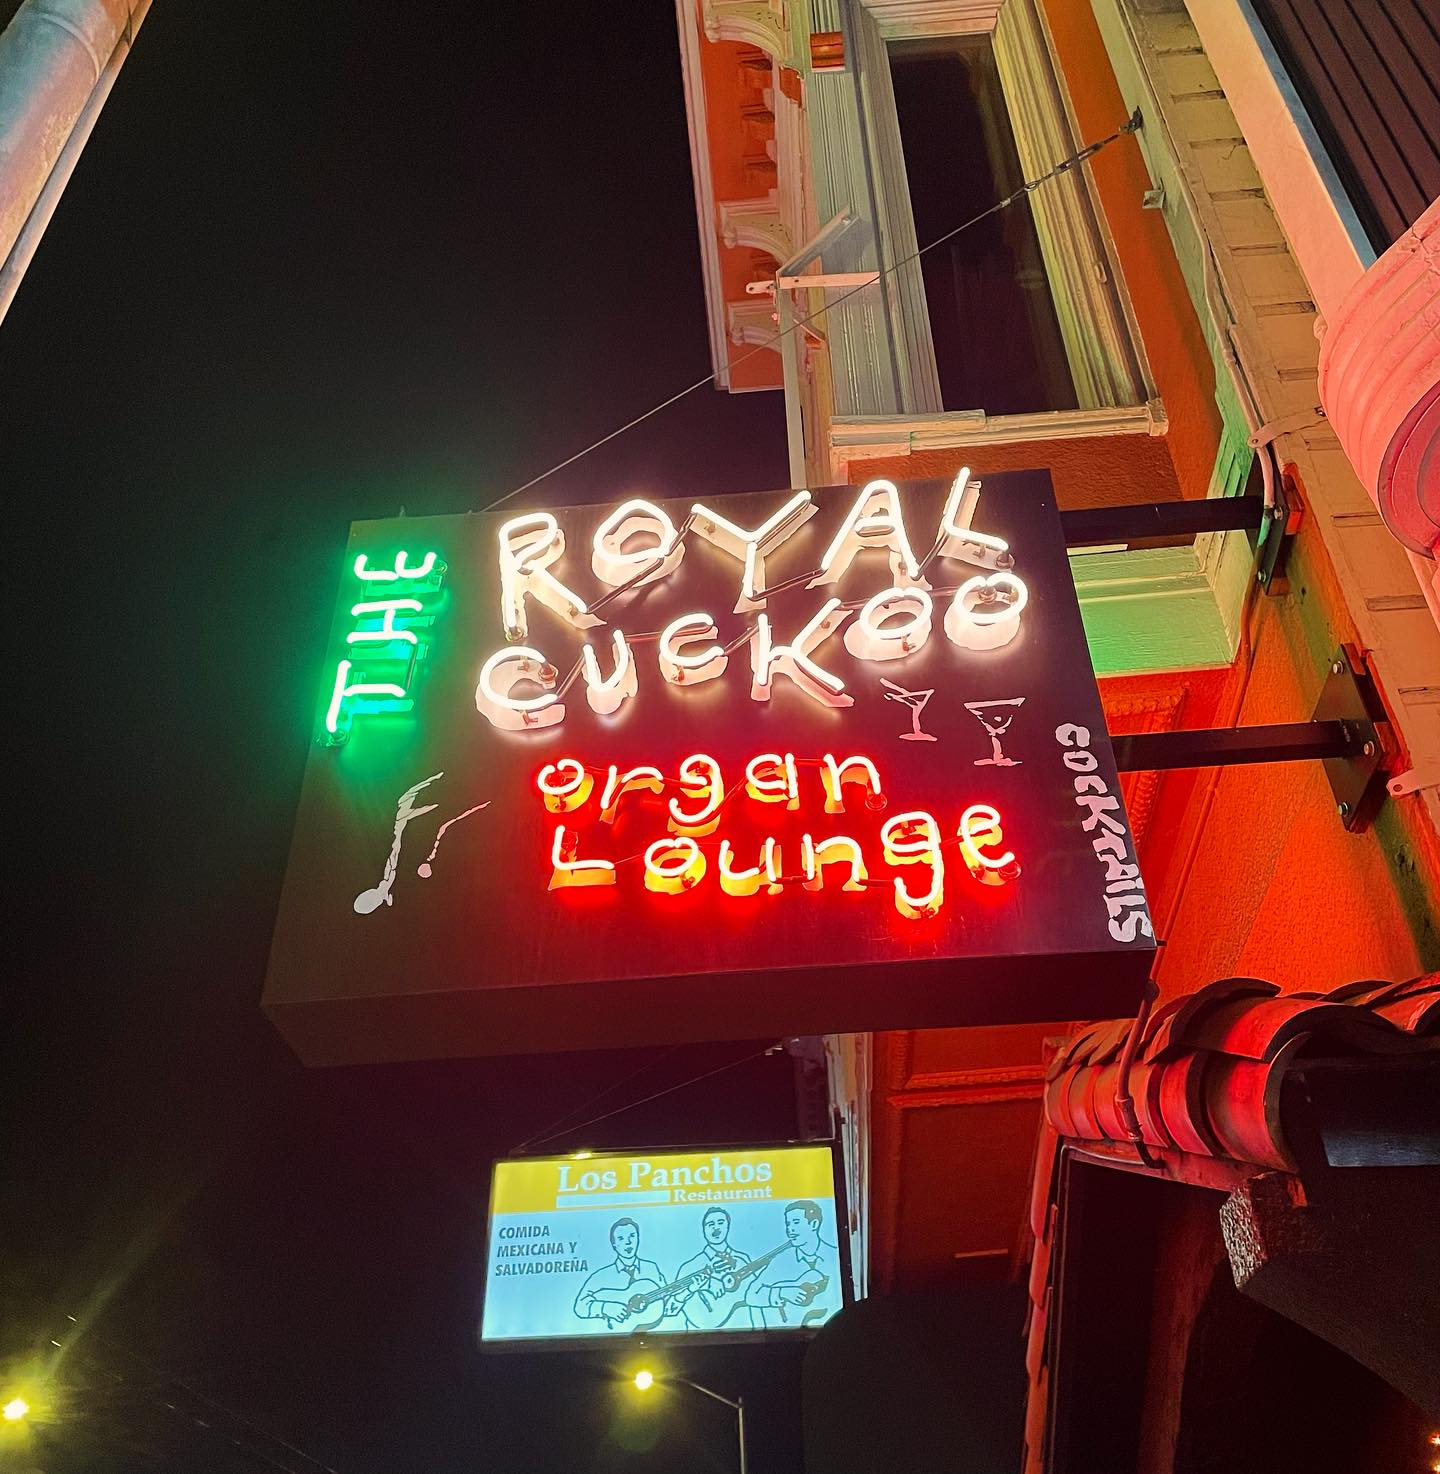 THE
ROYAL
CUCKOO
organ
Lounge
COCKTAILS
Los Panchos
Restaurant
COMIDA
MEXICANA Y
SALVADOREÑA